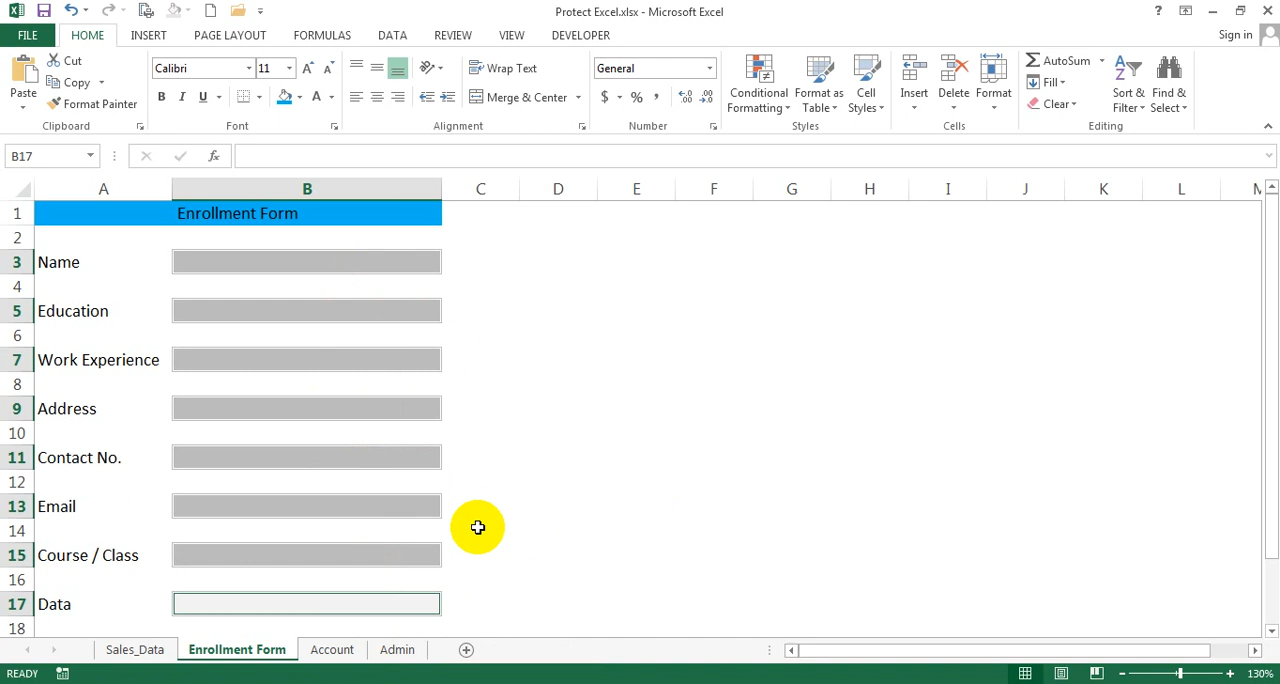 Protect Excel.xlsx - Microsoft Excel
?
FILE HOME INSERT PAGE LAYOUT FORMULAS DATA REVIEW VIEW DEVELOPER Sign in
Paste
Cut
Copy
Format Painter
Clipboard
Calibri 11
B I U A
Font
Wrap Text
Merge & Center
Alignment
General
$ % ,
Number
Conditional Formatting
Format as Table
Cell Styles
Styles
Insert Delete Format
Cells
AutoSum
Fill
Clear
Sort & Filter
Find & Select
Editing
B17 fx
A B C D E F G H I J K L M
1 Enrollment Form
2
3 Name
4
5 Education
6
7 Work Experience
8
9 Address
10
11 Contact No.
12
13 Email
14
15 Course / Class
16
17 Data
18
Sales_Data Enrollment Form Account Admin
READY 130%